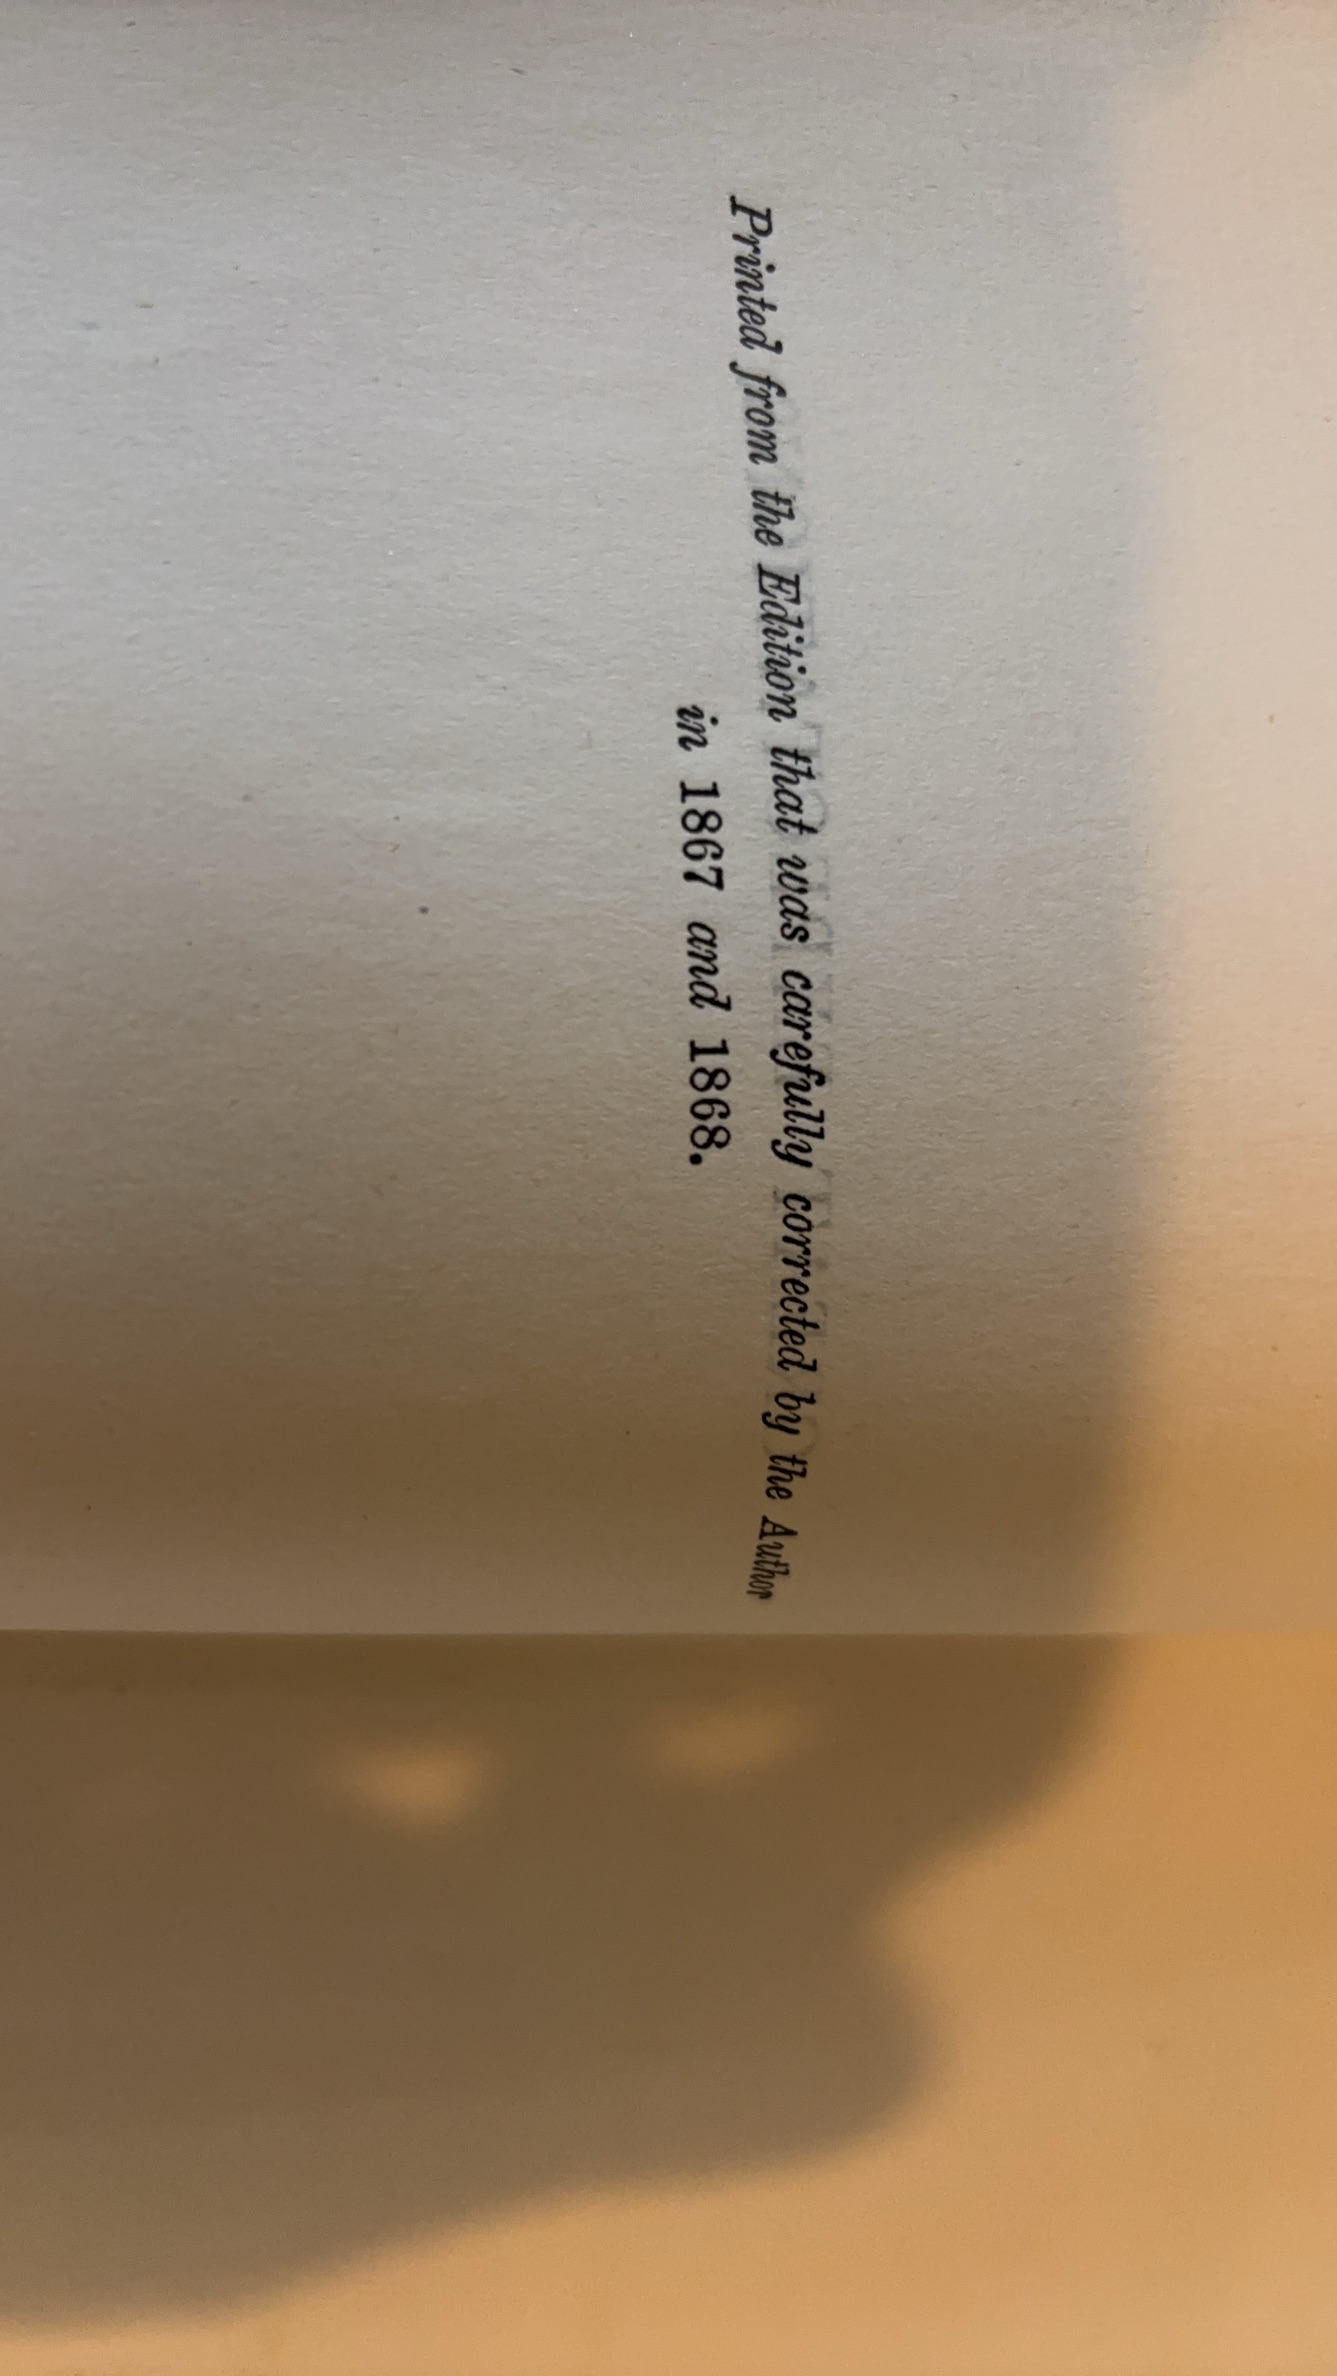 Printed from the Edition that was carefully corrected by the Author
in 1867 and 1868.